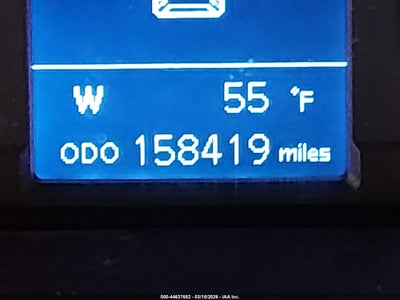 W 55 °F
ODO 158419 miles
000-44637682 - 03/18/2026 - IAA Inc.